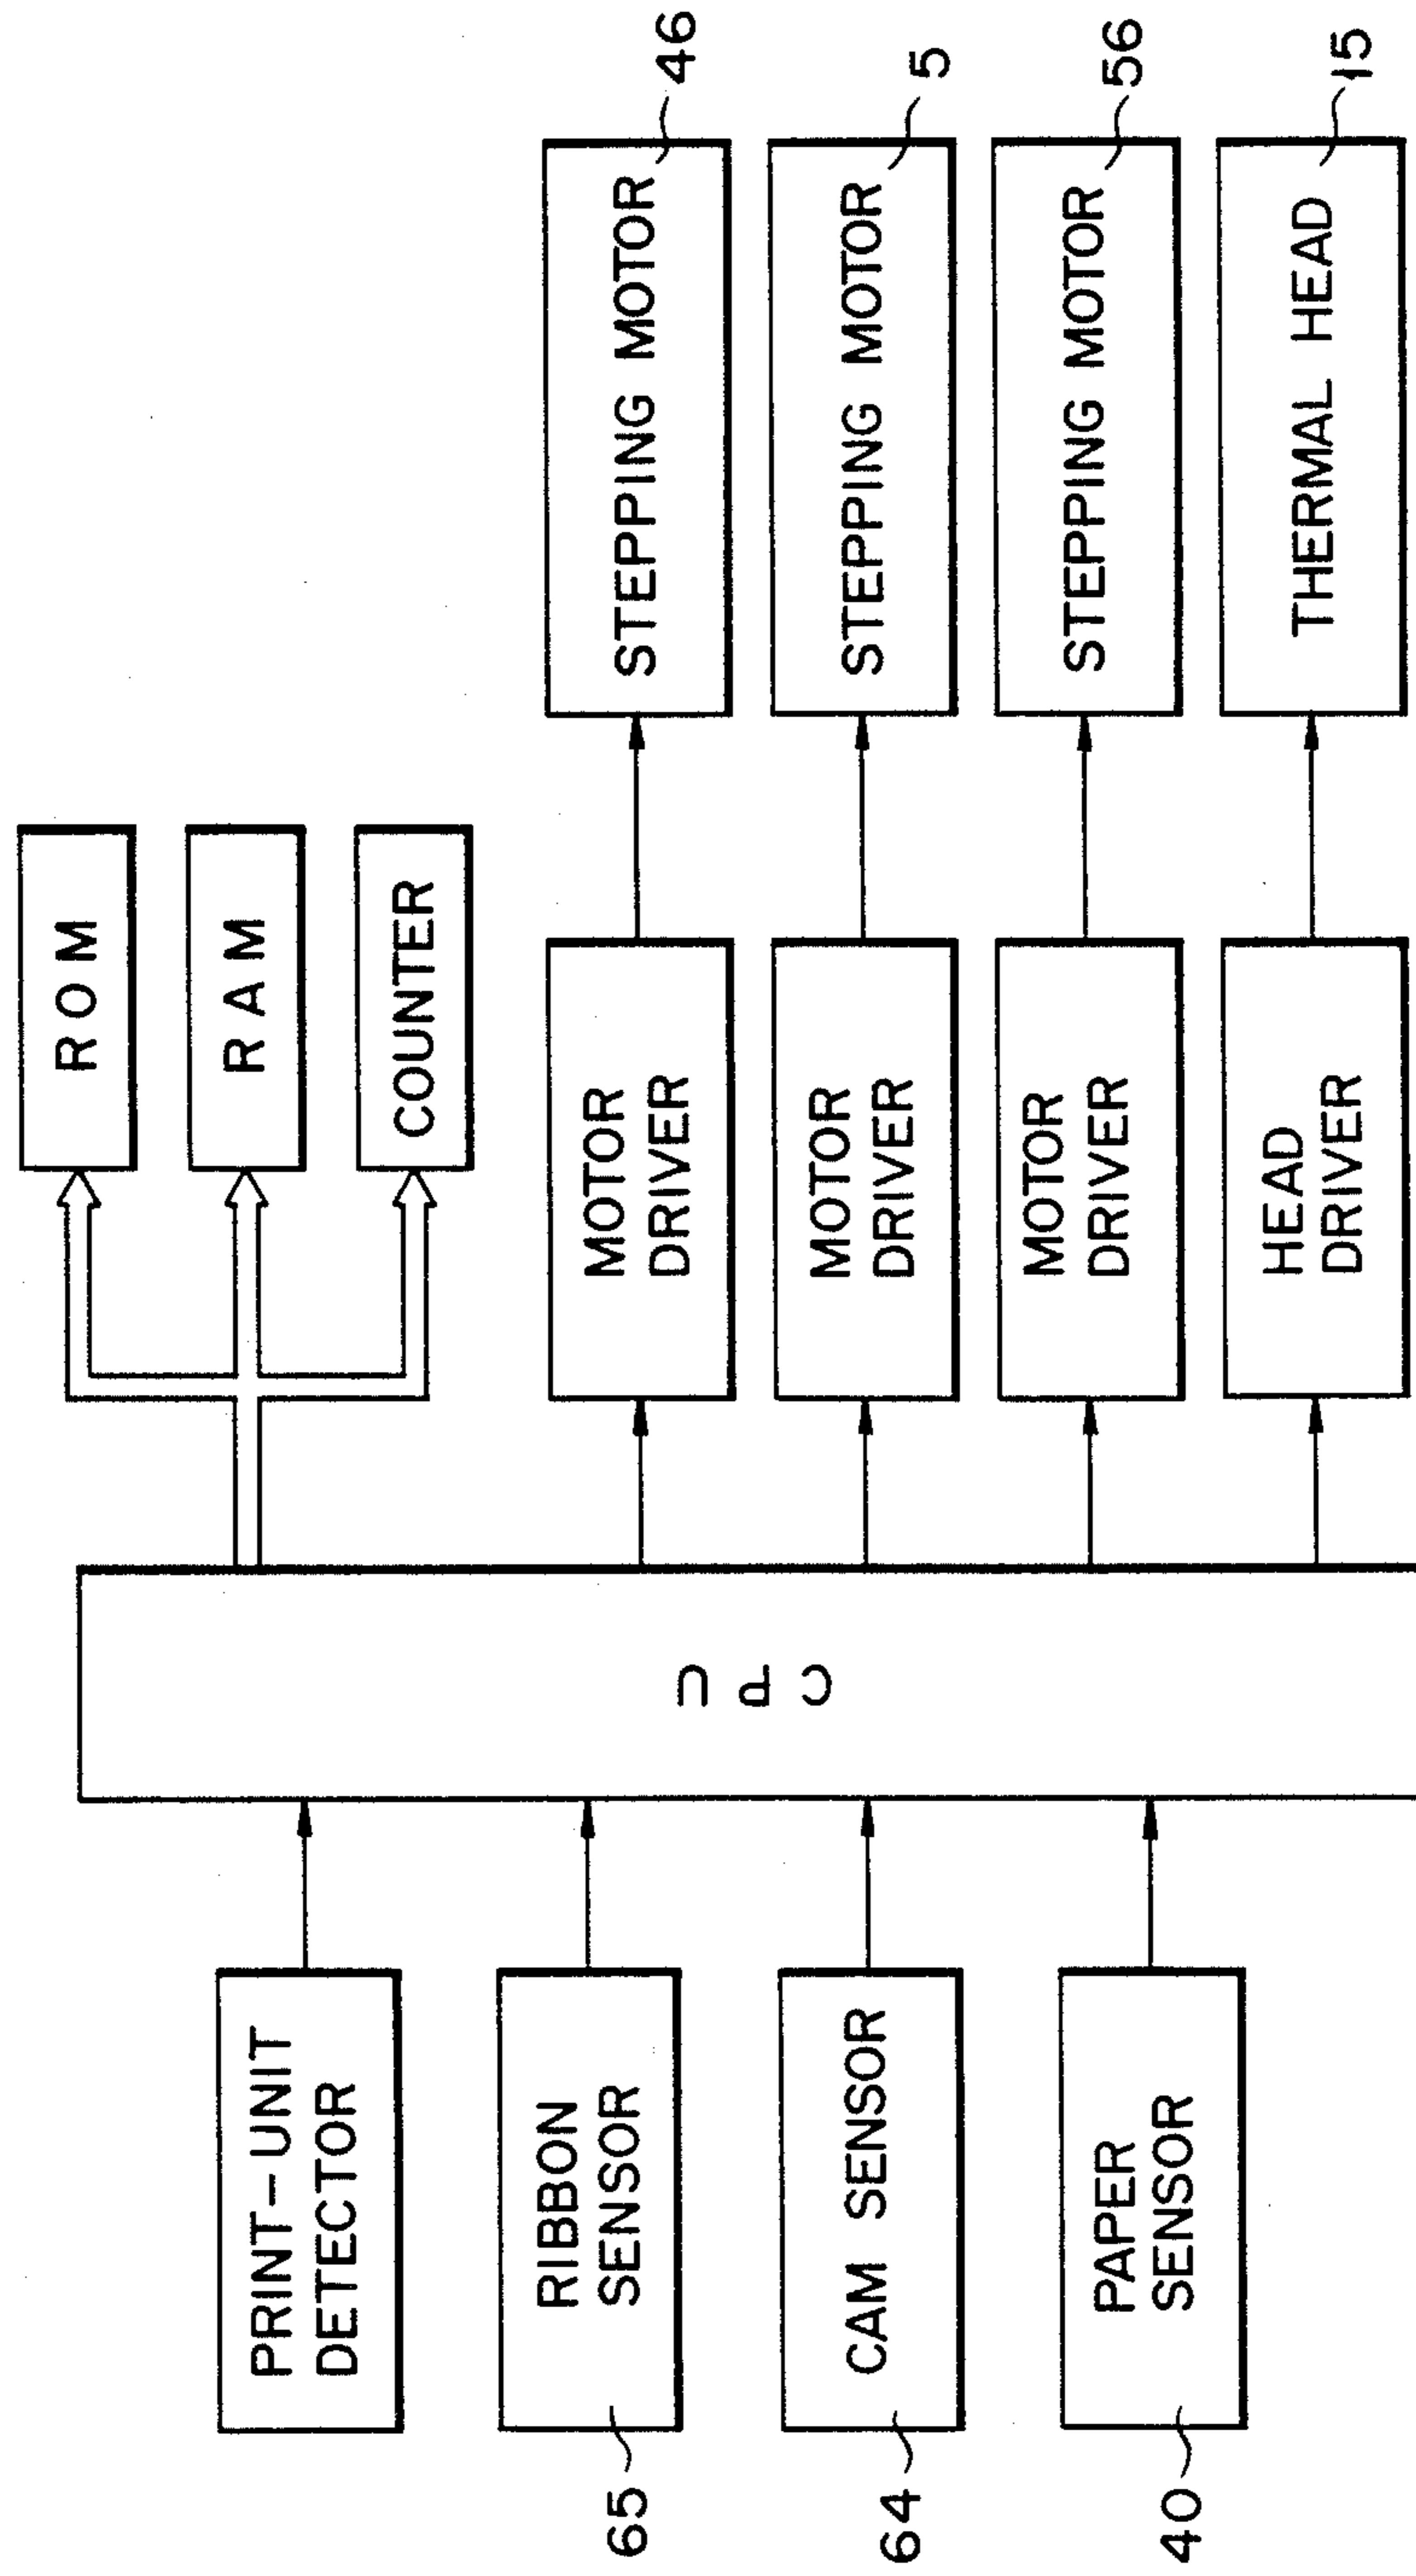 PRINT-UNIT
DETECTOR
RIBBON
SENSOR
65
CAM SENSOR
64
PAPER
SENSOR
40
CPU
ROM
RAM
COUNTER
MOTOR
DRIVER
STEPPING MOTOR
46
MOTOR
DRIVER
STEPPING MOTOR
5
MOTOR
DRIVER
STEPPING MOTOR
56
HEAD
DRIVER
THERMAL HEAD
15